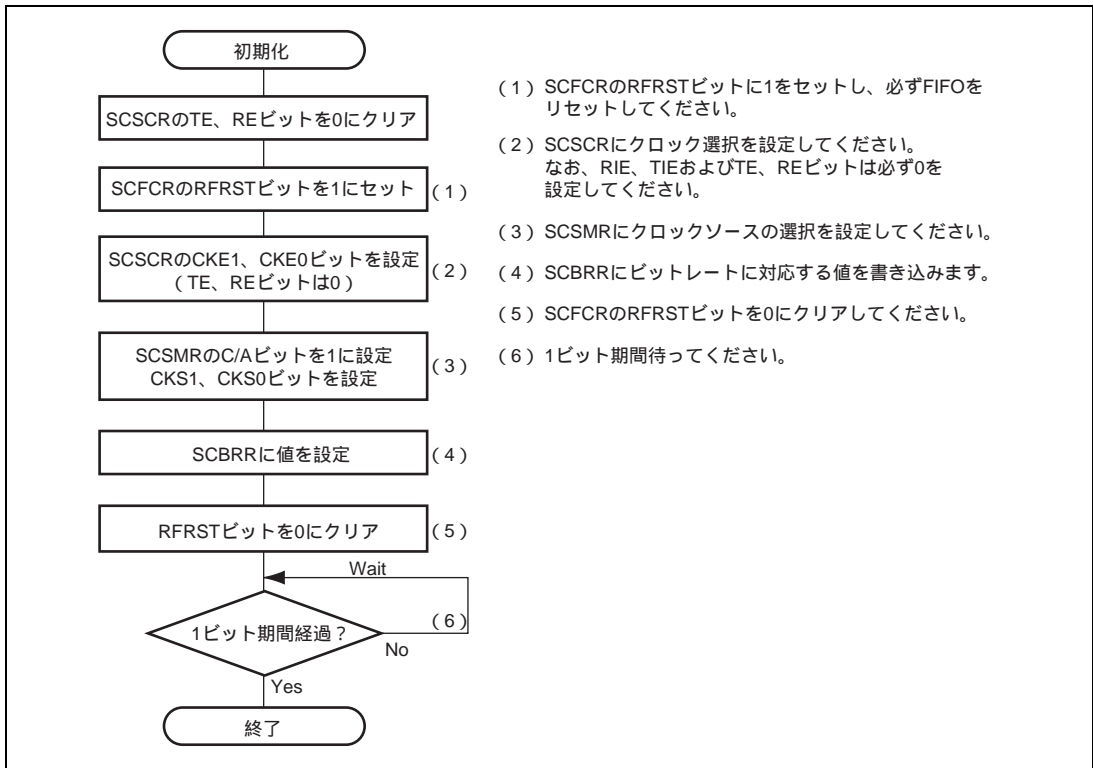 初期化
SCSCRのTE、REビットを0にクリア
SCFCRのRFRSTビットを1にセット
(1)
SCSCRのCKE1、CKE0ビットを設定
(TE、REビットは0)
(2)
SCSMRのC/Aビットを1に設定
CKS1、CKS0ビットを設定
(3)
SCBRRに値を設定
(4)
RFRSTビットを0にクリア
(5)
Wait
1ビット期間経過?
(6)
No
Yes
終了
(1)SCFCRのRFRSTビットに1をセットし、必ずFIFOを
リセットしてください。
(2)SCSCRにクロック選択を設定してください。
なお、RIE、TIEおよびTE、REビットは必ず0を
設定してください。
(3)SCSMRにクロックソースの選択を設定してください。
(4)SCBRRにビットレートに対応する値を書き込みます。
(5)SCFCRのRFRSTビットを0にクリアしてください。
(6)1ビット期間待ってください。